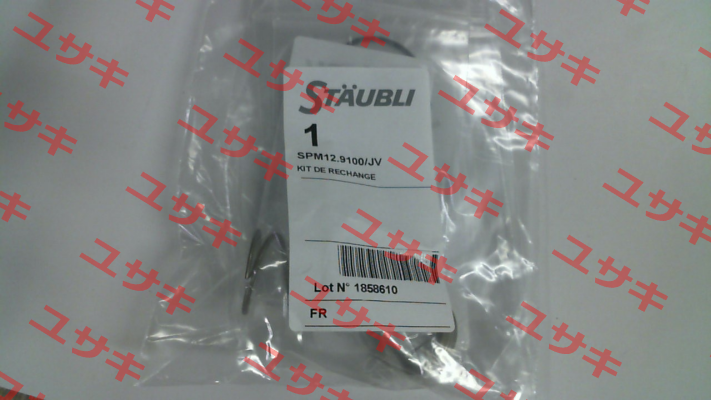 STÄUBLI
1
SPM12.9100/JV
KIT DE RECHANGE
Lot N° 1858610
FR
ユサキ